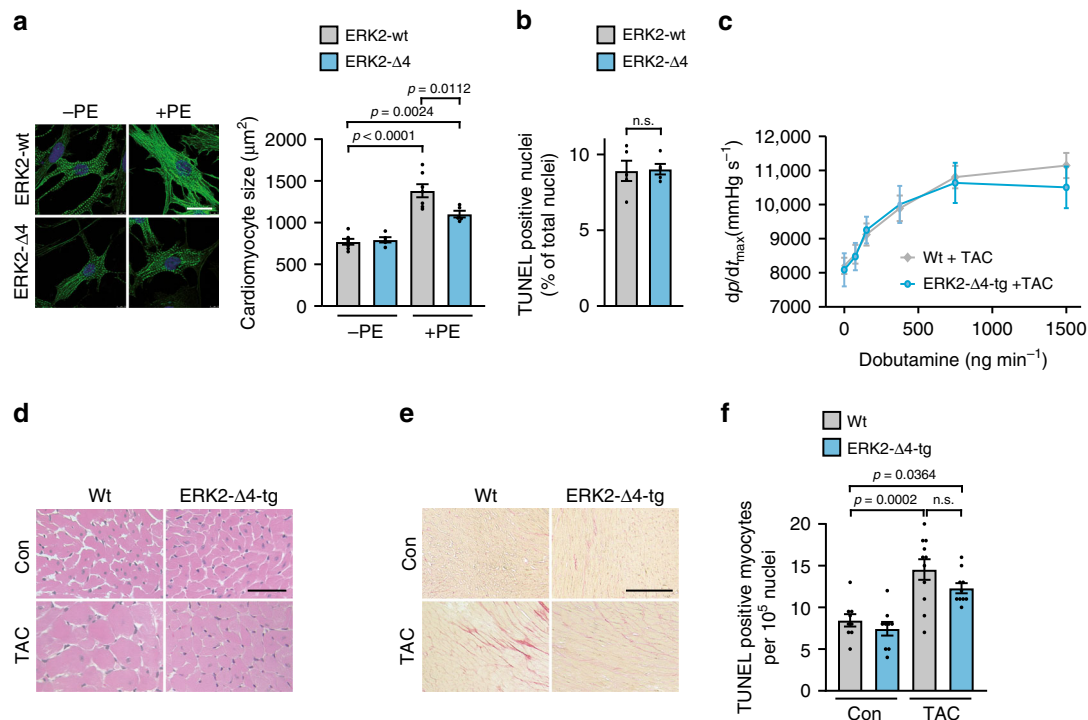 a
ERK2-wt
ERK2-Δ4
–PE
+PE
ERK2-wt
ERK2-Δ4
Cardiomyocyte size (μm²)
2000
1500
1000
500
0
p = 0.0112
p = 0.0024
p < 0.0001
–PE
+PE
b
ERK2-wt
ERK2-Δ4
TUNEL positive nuclei
(% of total nuclei)
10
5
0
n.s.
c
dp/dtmax(mmHg s⁻¹)
12,000
11,000
10,000
9000
8000
7000
Wt + TAC
ERK2-Δ4-tg +TAC
0
500
1000
1500
Dobutamine (ng min⁻¹)
d
Wt
ERK2-Δ4-tg
Con
TAC
e
Wt
ERK2-Δ4-tg
Con
TAC
f
Wt
ERK2-Δ4-tg
p = 0.0364
p = 0.0002
n.s.
TUNEL positive myocytes
per 10⁵ nuclei
20
15
10
5
0
Con
TAC